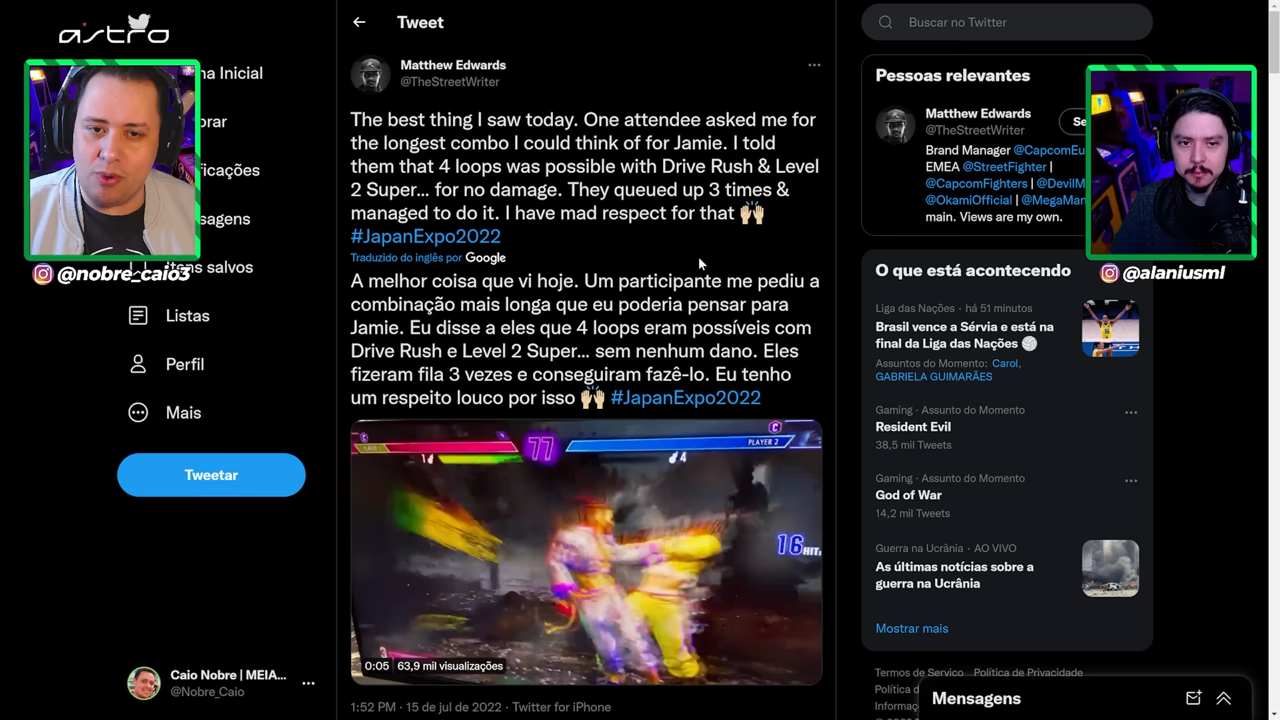 astro
na Inicial
orar
ficações
nsagens
Itens salvos
Listas
Perfil
Mais
Tweetar
Caio Nobre | MEIA...
@Nobre_Caio
@nobre_caio3
Tweet
Matthew Edwards
@TheStreetWriter
The best thing I saw today. One attendee asked me for
the longest combo I could think of for Jamie. I told
them that 4 loops was possible with Drive Rush & Level
2 Super... for no damage. They queued up 3 times &
managed to do it. I have mad respect for that 🙌🏻
#JapanExpo2022
Traduzido do inglês por Google
A melhor coisa que vi hoje. Um participante me pediu a
combinação mais longa que eu poderia pensar para
Jamie. Eu disse a eles que 4 loops eram possíveis com
Drive Rush e Level 2 Super... sem nenhum dano. Eles
fizeram fila 3 vezes e conseguiram fazê-lo. Eu tenho
um respeito louco por isso 🙌🏻 #JapanExpo2022
77
PLAYER 2
1
4
16 HIT
3
0:05 63,9 mil visualizações
1:52 PM · 15 de jul de 2022 · Twitter for iPhone
Buscar no Twitter
Pessoas relevantes
Matthew Edwards
@TheStreetWriter
Se
Brand Manager @CapcomEu
EMEA @StreetFighter |
@CapcomFighters | @DevilM
@OkamiOfficial | @MegaMan
main. Views are my own.
@alaniusml
O que está acontecendo
Liga das Nações · há 51 minutos
Brasil vence a Sérvia e está na
final da Liga das Nações 🏐
Assuntos do Momento: Carol,
GABRIELA GUIMARÃES
Gaming · Assunto do Momento
Resident Evil
38,5 mil Tweets
Gaming · Assunto do Momento
God of War
14,2 mil Tweets
Guerra na Ucrânia · AO VIVO
As últimas notícias sobre a
guerra na Ucrânia
Mostrar mais
Termos de Serviço Política de Privacidade
Política d
Informaç
Mensagens